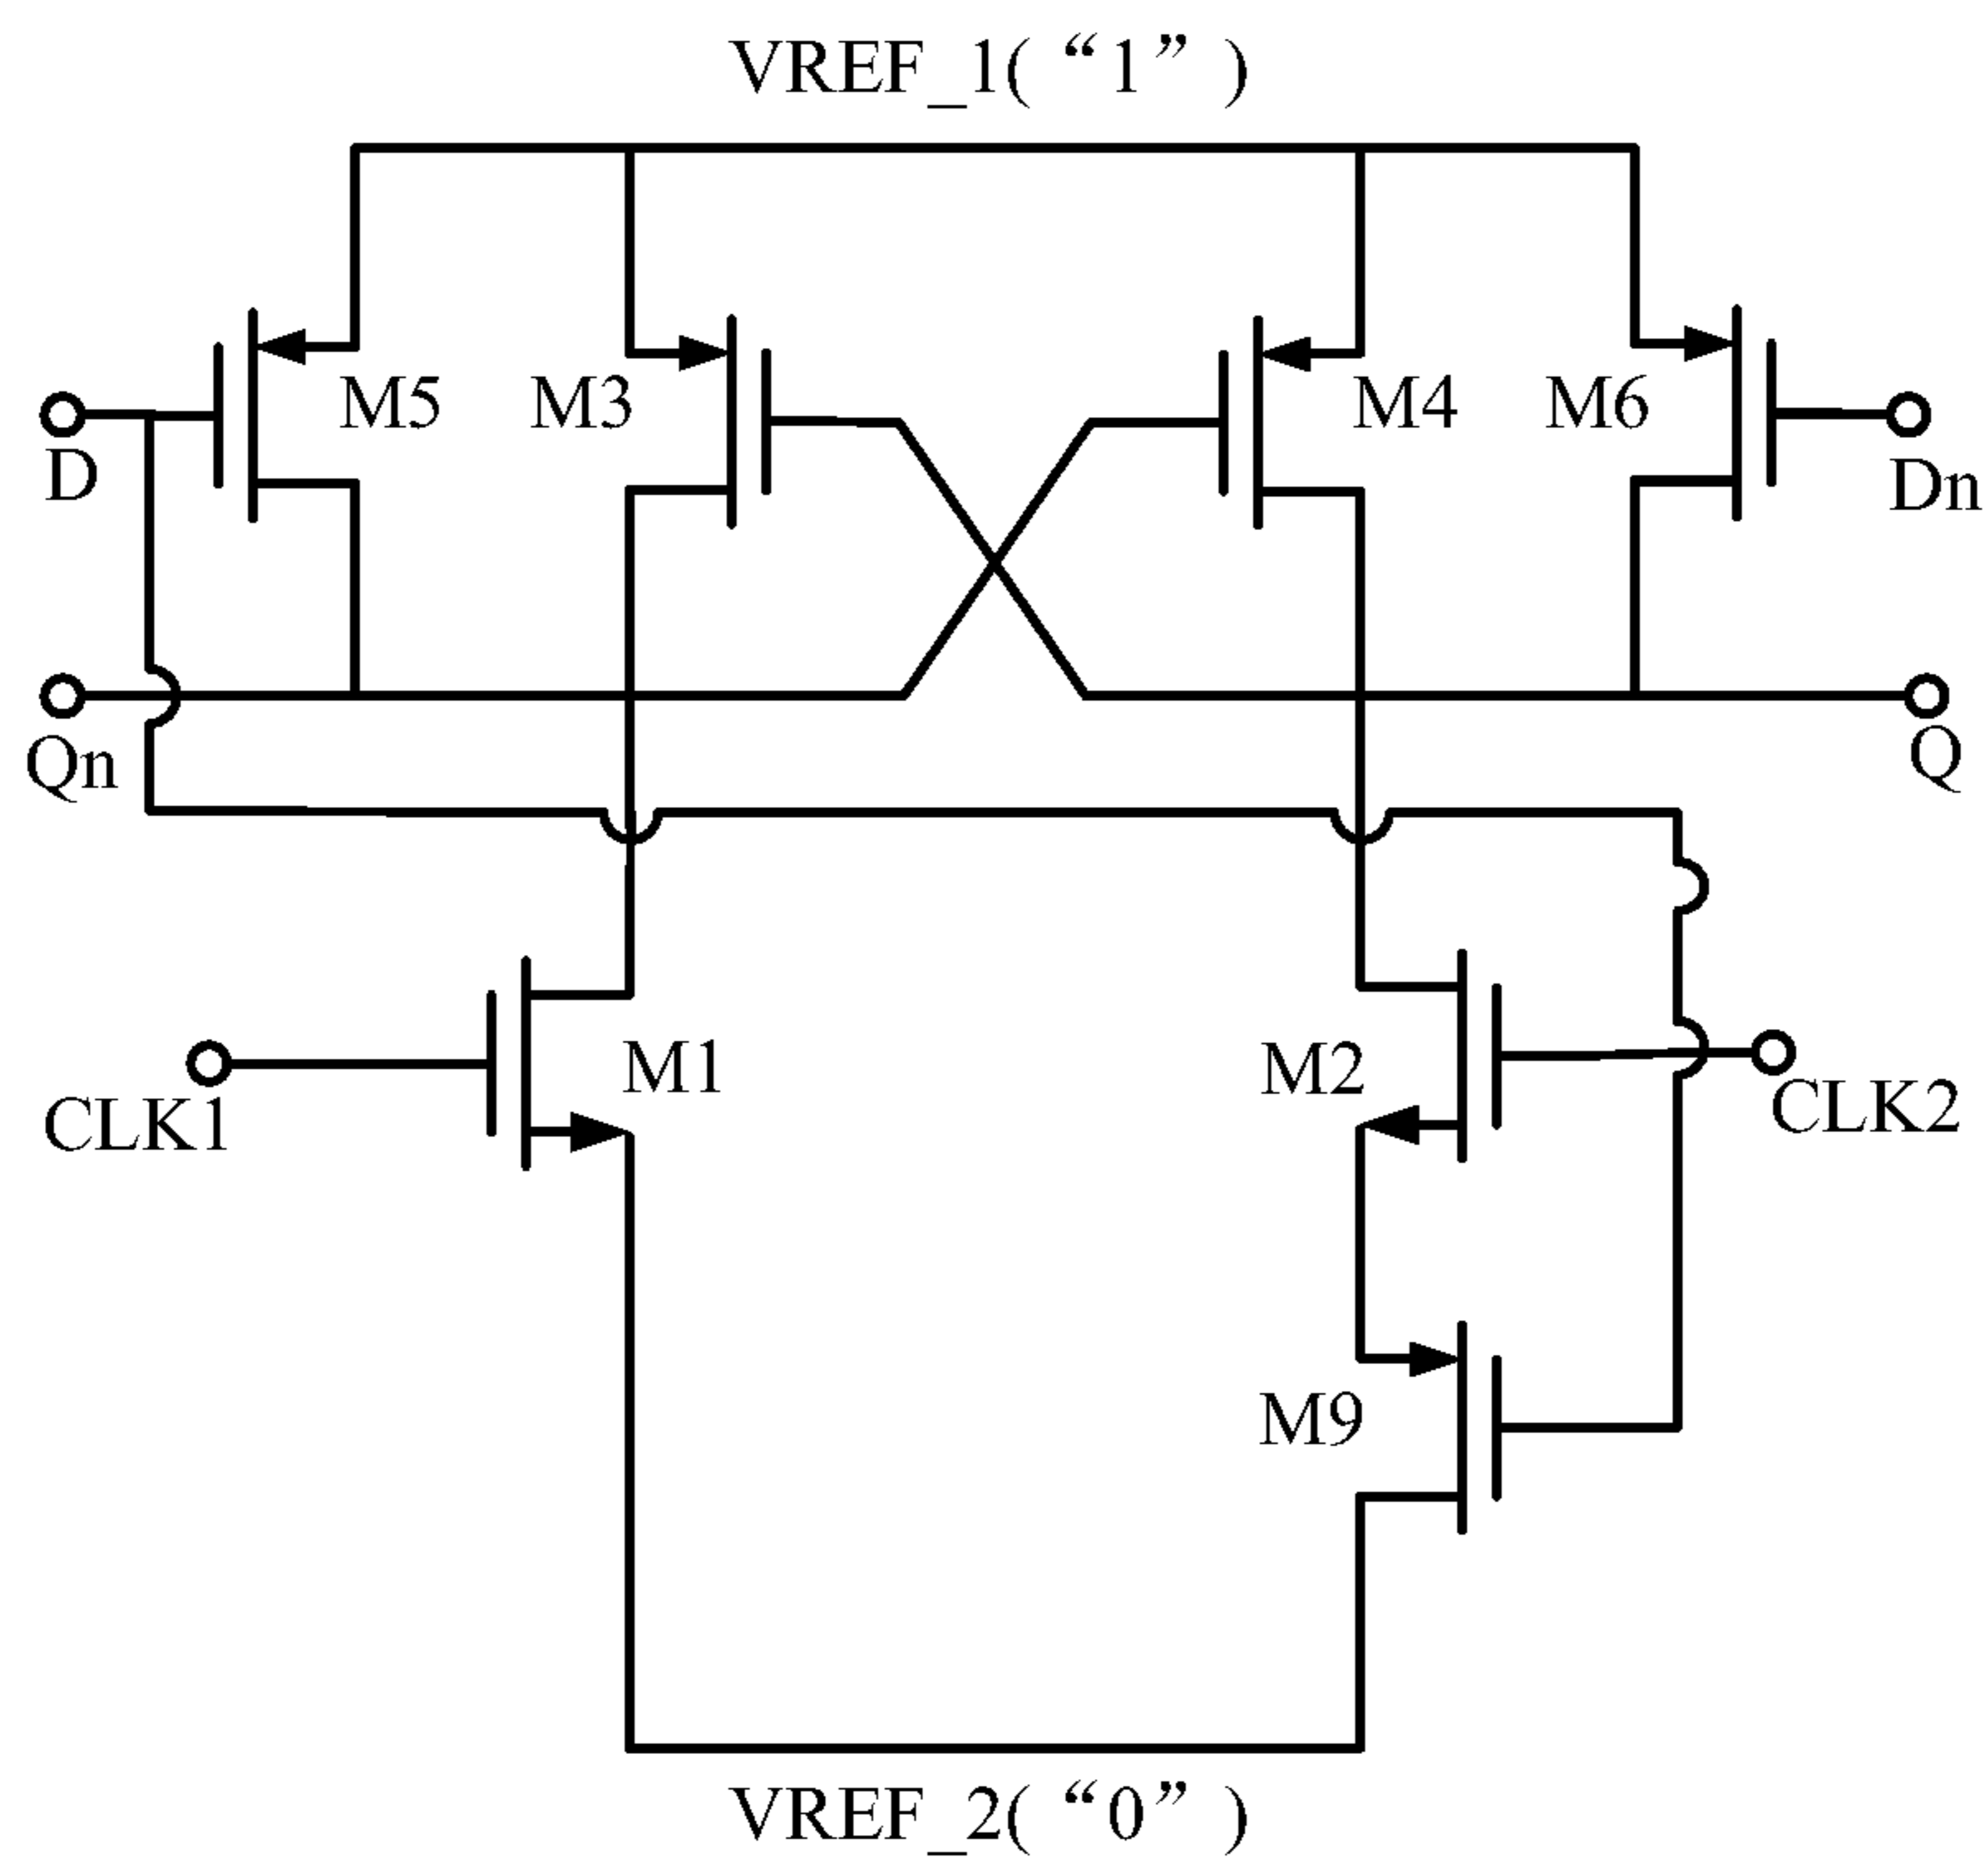 VREF_1(“1”)
M5
M3
M4
M6
D
Dn
Qn
Q
M1
M2
CLK1
CLK2
M9
VREF_2(“0”)